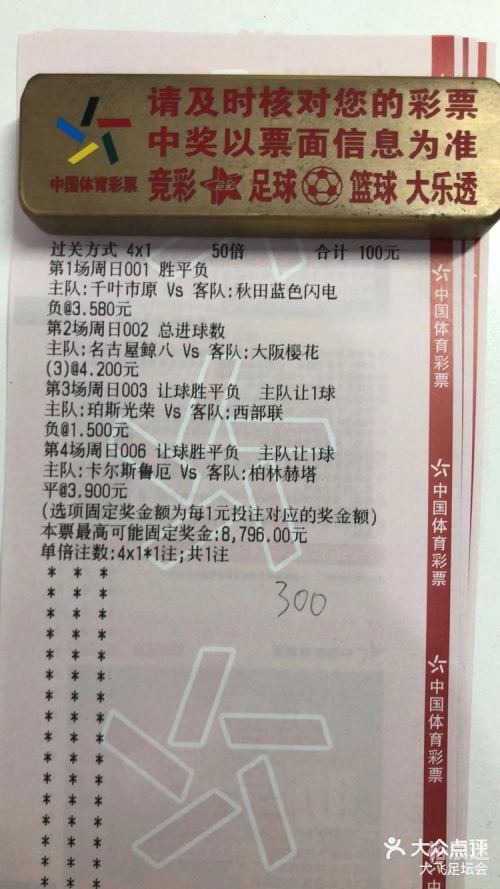 请及时核对您的彩票
中奖以票面信息为准
中国体育彩票 竞彩 足球 篮球 大乐透
过关方式 4x1 50倍 合计 100元
第1场周日001 胜平负
主队:千叶市原 Vs 客队:秋田蓝色闪电
负@3.580元
第2场周日002 总进球数
主队:名古屋鲸八 Vs 客队:大阪樱花
(3)@4.200元
第3场周日003 让球胜平负 主队让1球
主队:珀斯光荣 Vs 客队:西部联
负@1.500元
第4场周日006 让球胜平负 主队让1球
主队:卡尔斯鲁厄 Vs 客队:柏林赫塔
平@3.900元
(选项固定奖金额为每1元投注对应的奖金额)
本票最高可能固定奖金:8,796.00元
单倍注数:4x1*1注;共1注
300
中国体育彩票
中国体育彩票
中国体育彩票
大众点评
大飞足坛会